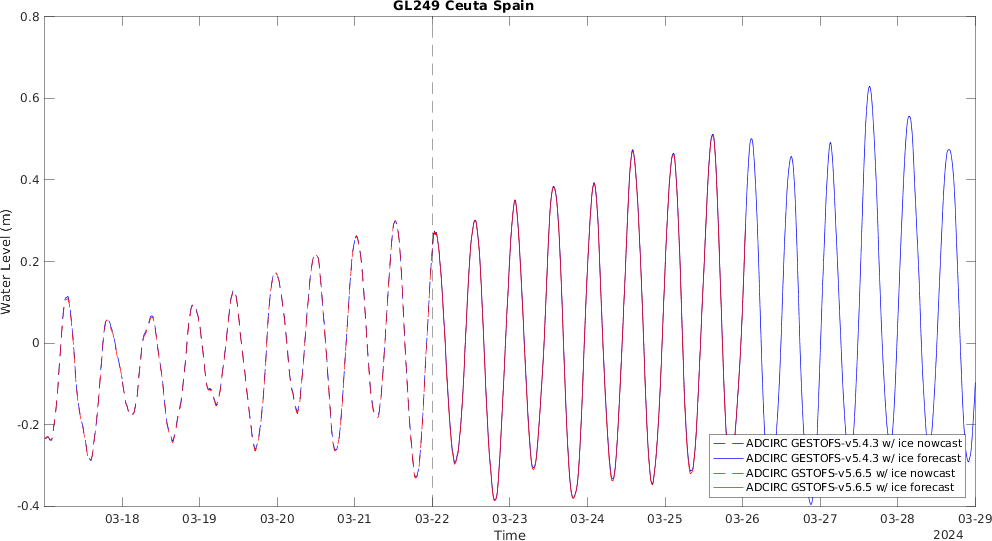 GL249 Ceuta Spain
Water Level (m)
0.8
0.6
0.4
0.2
0
-0.2
-0.4
ADCIRC GESTOFS-v5.4.3 w/ ice nowcast
ADCIRC GESTOFS-v5.4.3 w/ ice forecast
ADCIRC GSTOFS-v5.6.5 w/ ice nowcast
ADCIRC GSTOFS-v5.6.5 w/ ice forecast
03-18 03-19 03-20 03-21 03-22 03-23 03-24 03-25 03-26 03-27 03-28 03-29
Time
2024